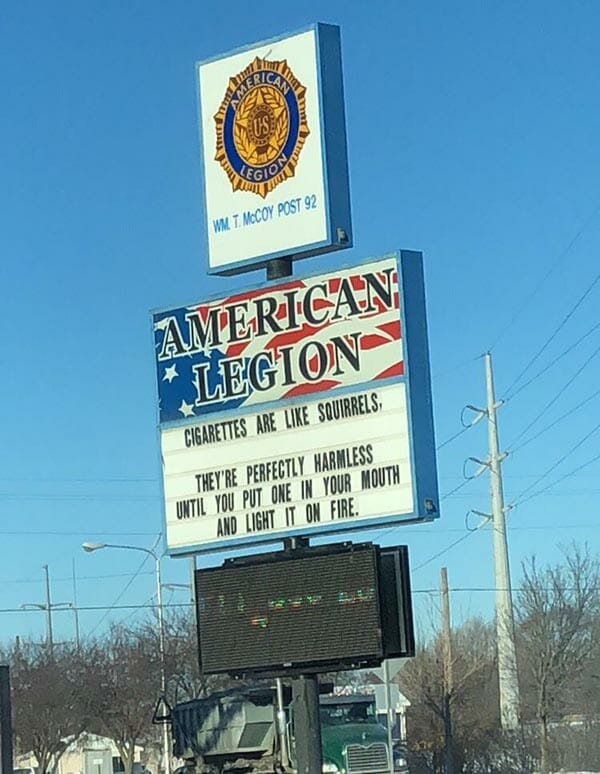 AMERICAN
US
LEGION
WM. T. McCOY POST 92
AMERICAN
LEGION
CIGARETTES ARE LIKE SQUIRRELS,
THEY'RE PERFECTLY HARMLESS
UNTIL YOU PUT ONE IN YOUR MOUTH
AND LIGHT IT ON FIRE.